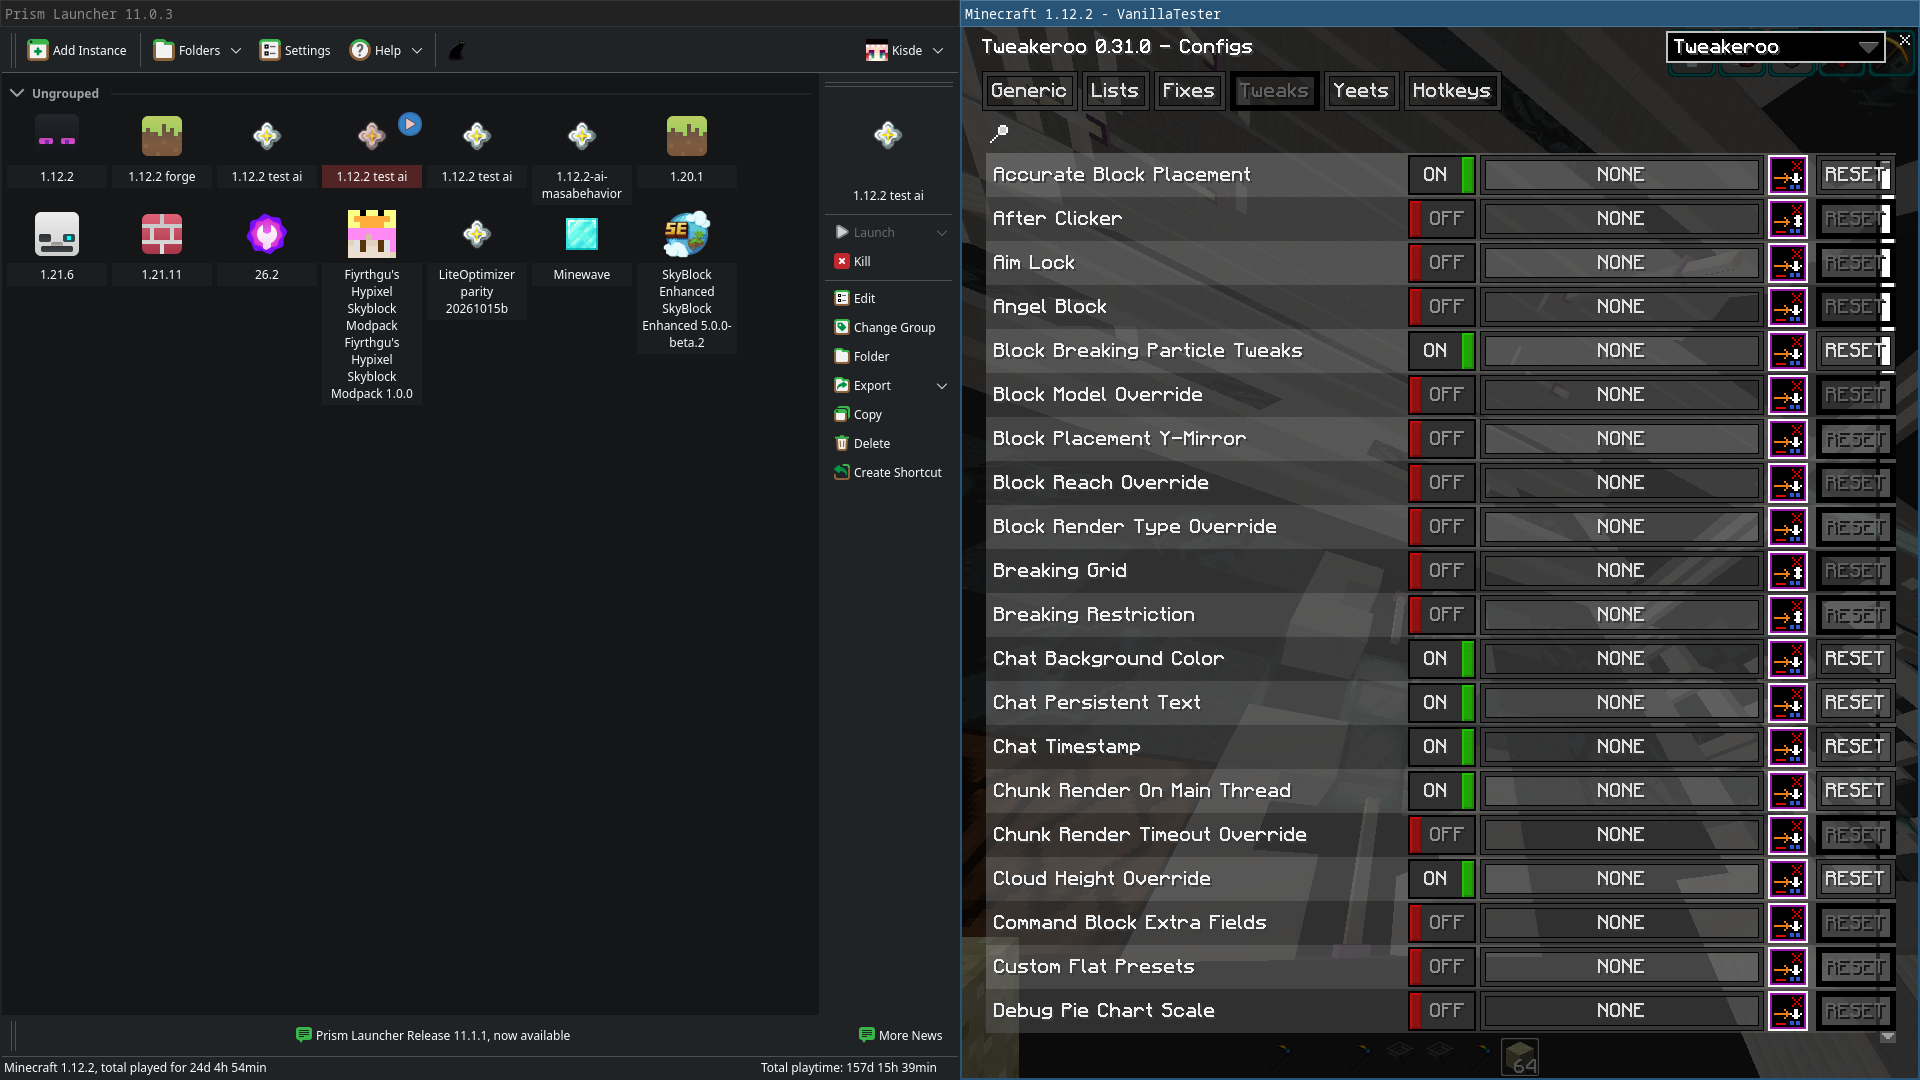 Prism Launcher 11.0.3
Add Instance
Folders
Settings
Help
Kisde
Ungrouped
1.12.2
1.12.2 forge
1.12.2 test ai
1.12.2 test ai
1.12.2 test ai
1.12.2-ai-
masabehavior
1.20.1
1.21.6
1.21.11
26.2
Fiyrthgu's
Hypixel
Skyblock
Modpack
Fiyrthgu's
Hypixel
Skyblock
Modpack 1.0.0
LiteOptimizer
parity
20261015b
Minewave
SkyBlock
Enhanced
SkyBlock
Enhanced 5.0.0-
beta.2
1.12.2 test ai
Launch
Kill
Edit
Change Group
Folder
Export
Copy
Delete
Create Shortcut
Prism Launcher Release 11.1.1, now available
More News
Minecraft 1.12.2, total played for 24d 4h 54min
Total playtime: 157d 15h 39min
Minecraft 1.12.2 - VanillaTester
Tweakeroo 0.31.0 - Configs
Tweakeroo
Generic Lists Fixes Tweaks Yeets Hotkeys
Accurate Block Placement ON NONE RESET
After Clicker OFF NONE RESET
Aim Lock OFF NONE RESET
Angel Block OFF NONE RESET
Block Breaking Particle Tweaks ON NONE RESET
Block Model Override OFF NONE RESET
Block Placement Y-Mirror OFF NONE RESET
Block Reach Override OFF NONE RESET
Block Render Type Override OFF NONE RESET
Breaking Grid OFF NONE RESET
Breaking Restriction OFF NONE RESET
Chat Background Color ON NONE RESET
Chat Persistent Text ON NONE RESET
Chat Timestamp ON NONE RESET
Chunk Render On Main Thread ON NONE RESET
Chunk Render Timeout Override OFF NONE RESET
Cloud Height Override ON NONE RESET
Command Block Extra Fields OFF NONE RESET
Custom Flat Presets OFF NONE RESET
Debug Pie Chart Scale OFF NONE RESET
64